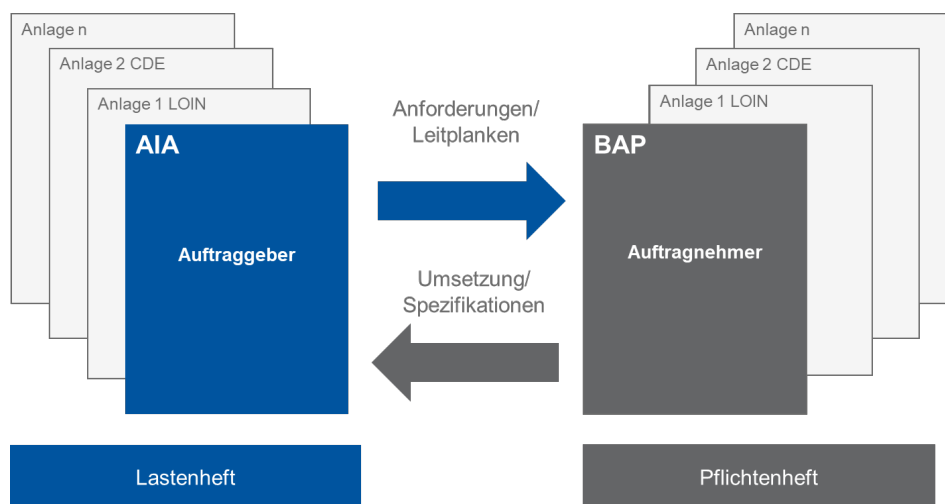 Anlage n
Anlage 2 CDE
Anlage 1 LOIN
AIA
Auftraggeber
Anforderungen/
Leitplanken
Umsetzung/
Spezifikationen
Anlage n
Anlage 2 CDE
Anlage 1 LOIN
BAP
Auftragnehmer
Lastenheft
Pflichtenheft